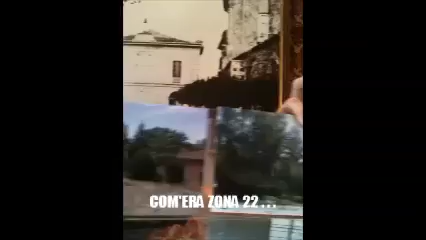 COM'ERA ZONA 22 . . .